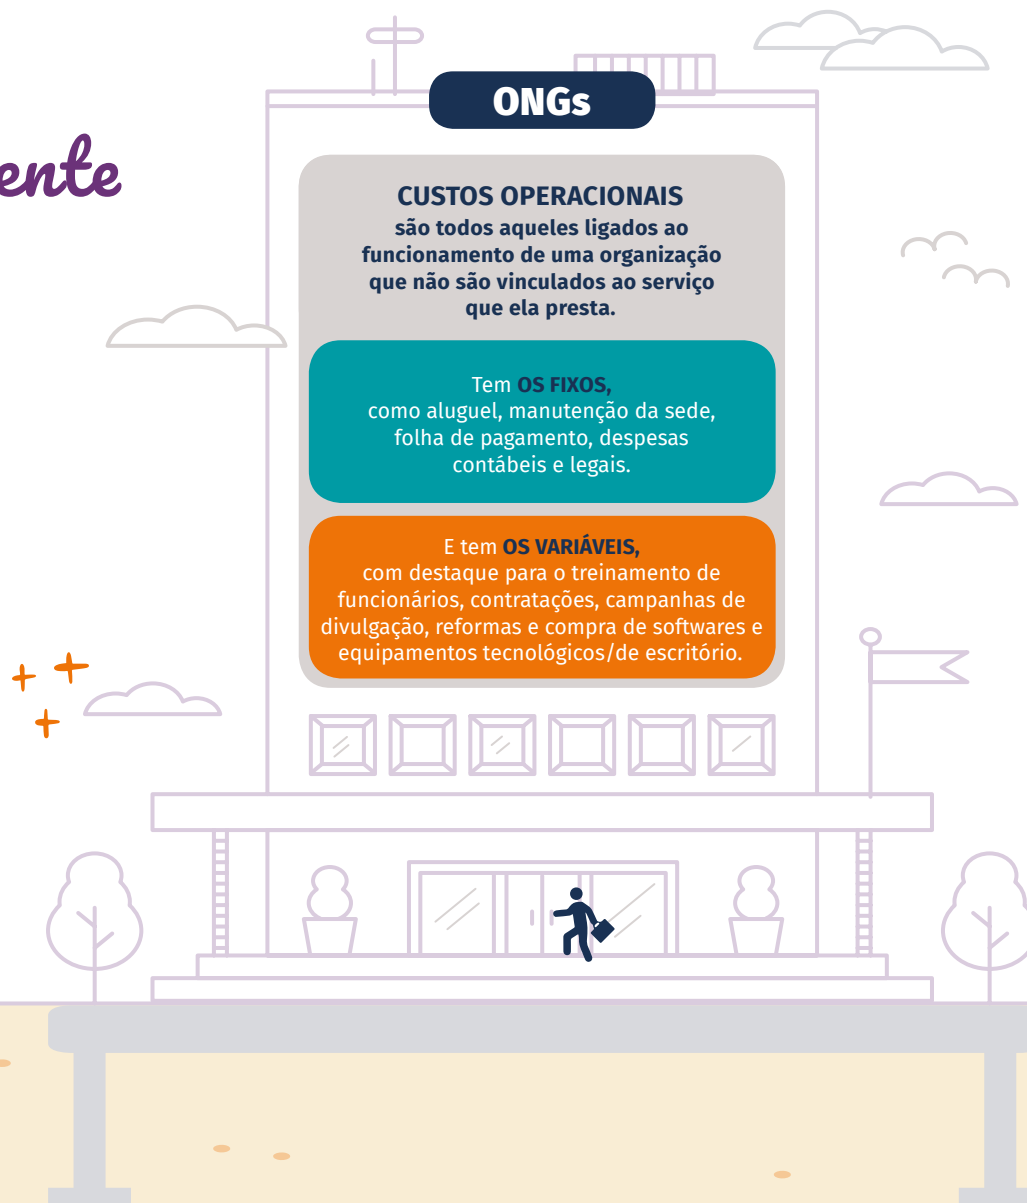 ONGs
ente
CUSTOS OPERACIONAIS
são todos aqueles ligados ao
funcionamento de uma organização
que não são vinculados ao serviço
que ela presta.
Tem OS FIXOS,
como aluguel, manutenção da sede,
folha de pagamento, despesas
contábeis e legais.
E tem OS VARIÁVEIS,
com destaque para o treinamento de
funcionários, contratações, campanhas de
divulgação, reformas e compra de softwares e
equipamentos tecnológicos/de escritório.